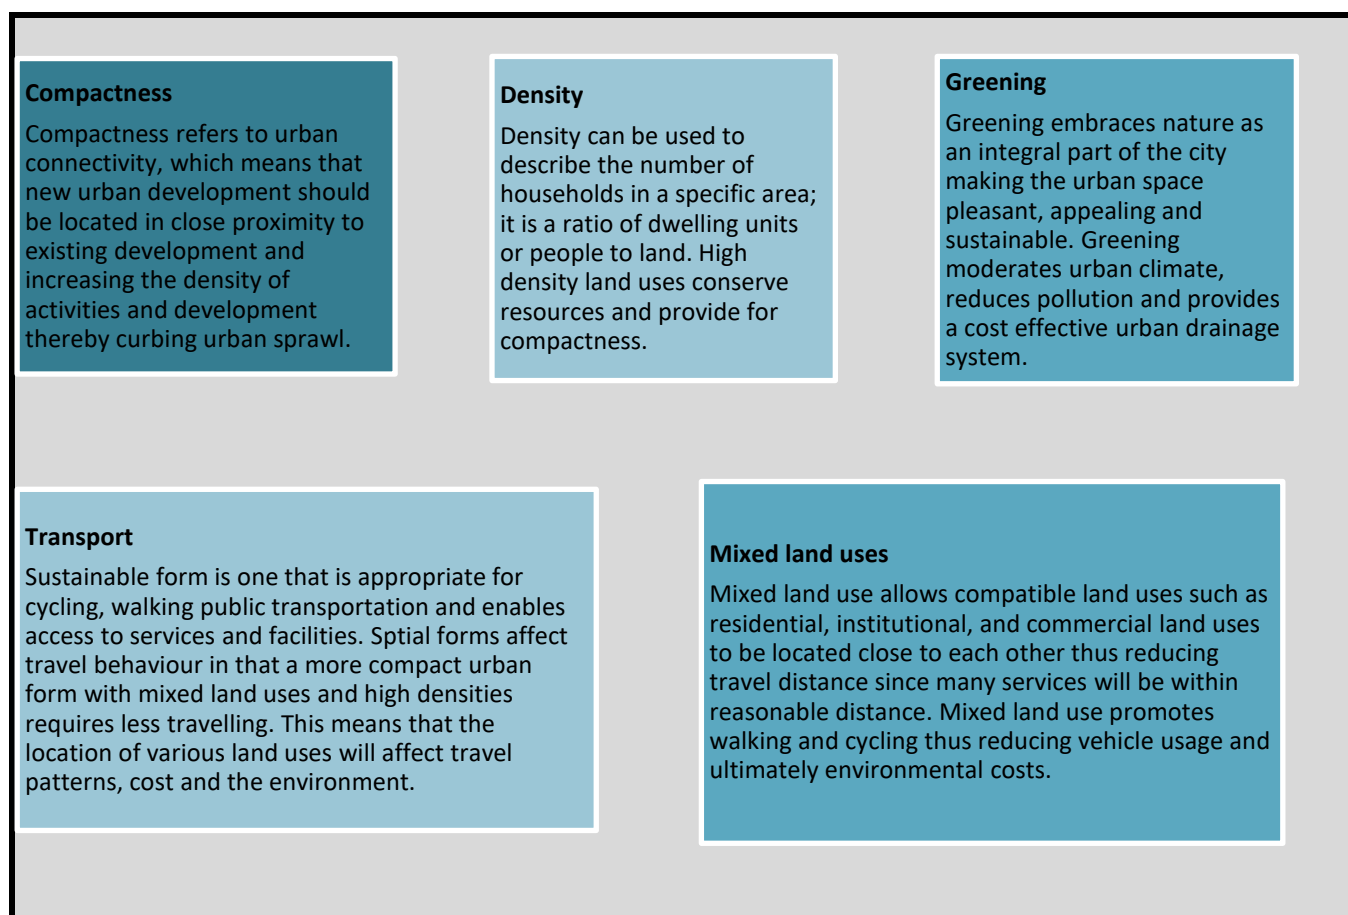 Compactness
Compactness refers to urban
connectivity, which means that
new urban development should
be located in close proximity to
existing development and
increasing the density of
activities and development
thereby curbing urban sprawl.
Density
Density can be used to
describe the number of
households in a specific area;
it is a ratio of dwelling units
or people to land. High
density land uses conserve
resources and provide for
compactness.
Greening
Greening embraces nature as
an integral part of the city
making the urban space
pleasant, appealing and
sustainable. Greening
moderates urban climate,
reduces pollution and provides
a cost effective urban drainage
system.
Transport
Sustainable form is one that is appropriate for
cycling, walking public transportation and enables
access to services and facilities. Sptial forms affect
travel behaviour in that a more compact urban
form with mixed land uses and high densities
requires less travelling. This means that the
location of various land uses will affect travel
patterns, cost and the environment.
Mixed land uses
Mixed land use allows compatible land uses such as
residential, institutional, and commercial land uses
to be located close to each other thus reducing
travel distance since many services will be within
reasonable distance. Mixed land use promotes
walking and cycling thus reducing vehicle usage and
ultimately environmental costs.